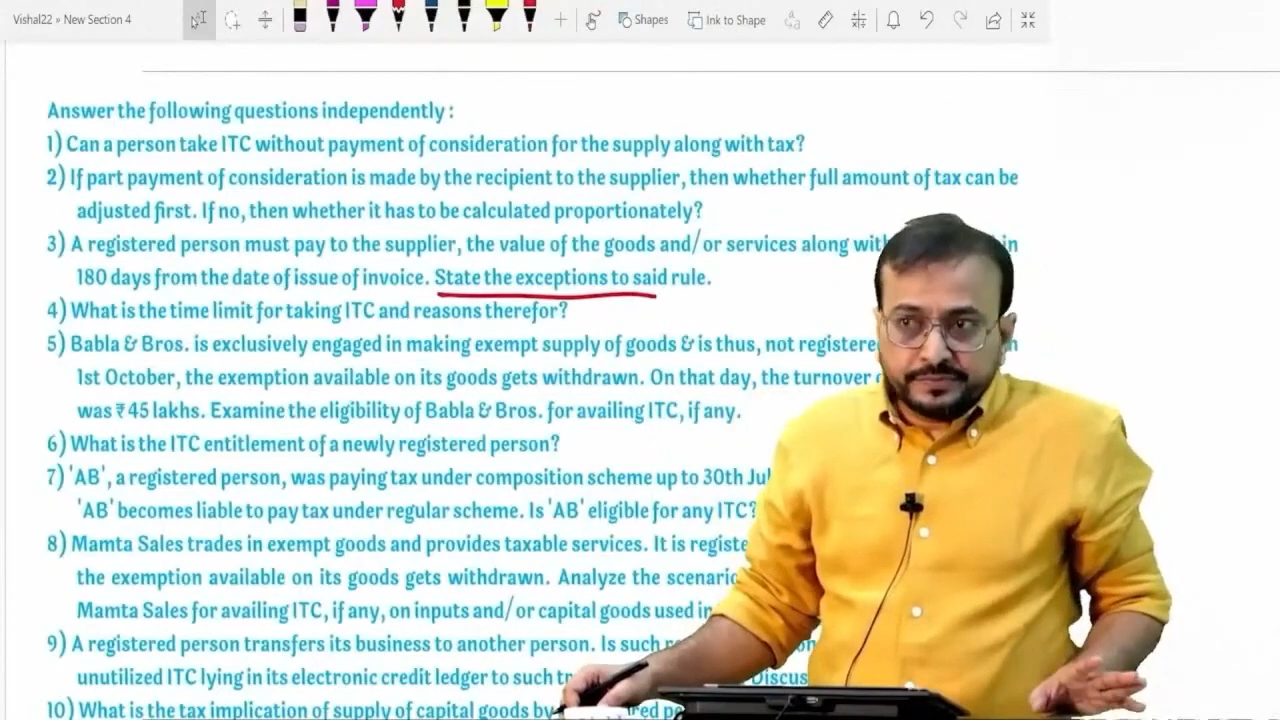 Vishal22 » New Section 4
Shapes
Ink to Shape
Answer the following questions independently :
1) Can a person take ITC without payment of consideration for the supply along with tax?
2) If part payment of consideration is made by the recipient to the supplier, then whether full amount of tax can be
adjusted first. If no, then whether it has to be calculated proportionately?
3) A registered person must pay to the supplier, the value of the goods and/or services along with in
180 days from the date of issue of invoice. State the exceptions to said rule.
4) What is the time limit for taking ITC and reasons therefor?
5) Babla & Bros. is exclusively engaged in making exempt supply of goods & is thus, not
1st October, the exemption available on its goods gets withdrawn. On that day, the turnover
was ₹ 45 lakhs. Examine the eligibility of Babla & Bros. for availing ITC, if any.
6) What is the ITC entitlement of a newly registered person?
7) 'AB', a registered person, was paying tax under composition scheme up to 30th
'AB' becomes liable to pay tax under regular scheme. Is 'AB' eligible for any ITC?
8) Mamta Sales trades in exempt goods and provides taxable services. It is
the exemption available on its goods gets withdrawn. Analyze the
Mamta Sales for availing ITC, if any, on inputs and/or capital goods used
9) A registered person transfers its business to another person. Is such
unutilized ITC lying in its electronic credit ledger to such Discuss
10) What is the tax implication of supply of capital goods by